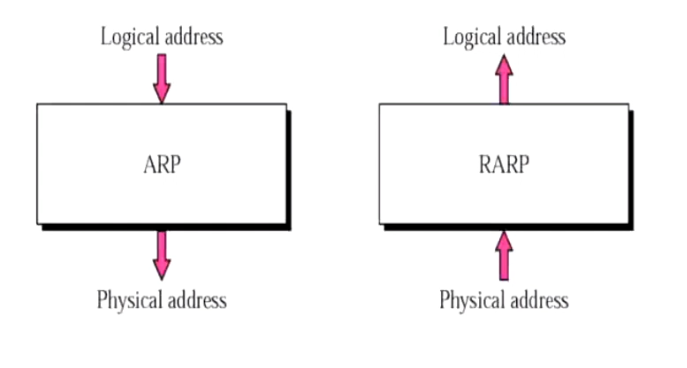 Logical address
ARP
Physical address
Logical address
RARP
Physical address